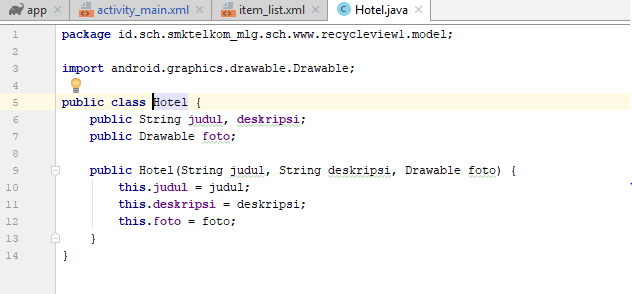 app activity_main.xml item_list.xml Hotel.java
1 package id.sch.smktelkom_mlg.sch.www.recycleview1.model;
2
3 import android.graphics.drawable.Drawable;
4
5 public class Hotel {
6 public String judul, deskripsi;
7 public Drawable foto;
8
9 public Hotel(String judul, String deskripsi, Drawable foto) {
10 this.judul = judul;
11 this.deskripsi = deskripsi;
12 this.foto = foto;
13 }
14 }